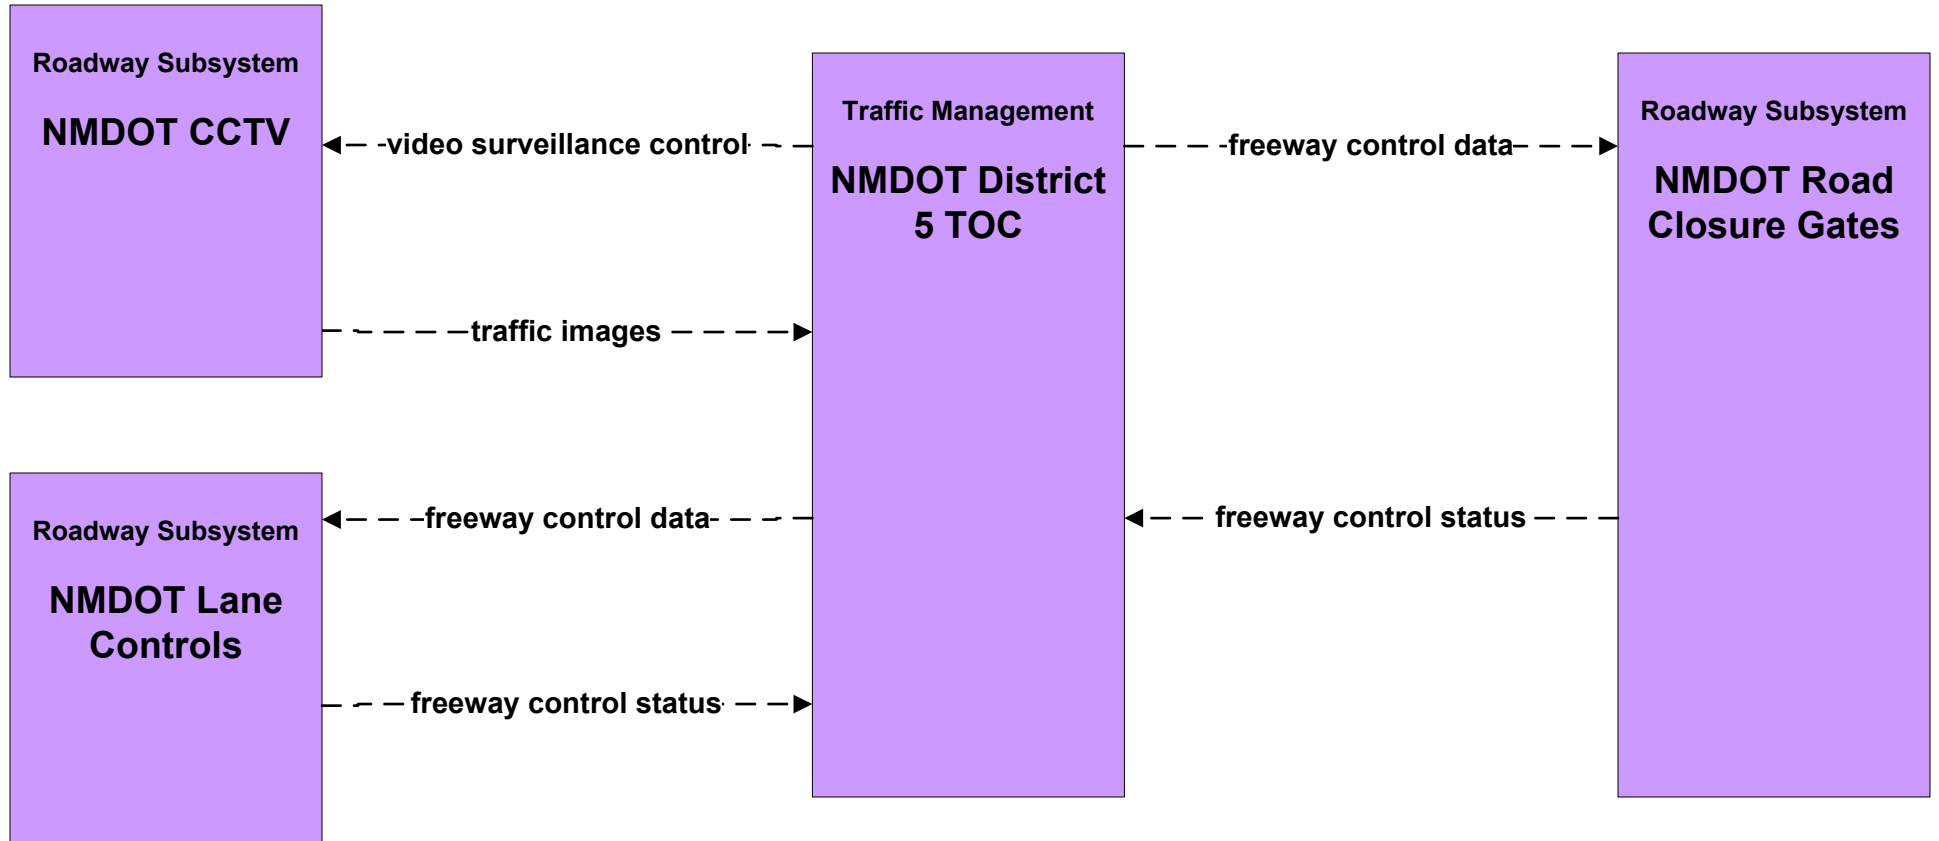 Roadway Subsystem
NMDOT CCTV
video surveillance control
traffic images
Roadway Subsystem
NMDOT Lane
Controls
freeway control data
freeway control status
Traffic Management
NMDOT District
5 TOC
freeway control data
freeway control status
Roadway Subsystem
NMDOT Road
Closure Gates